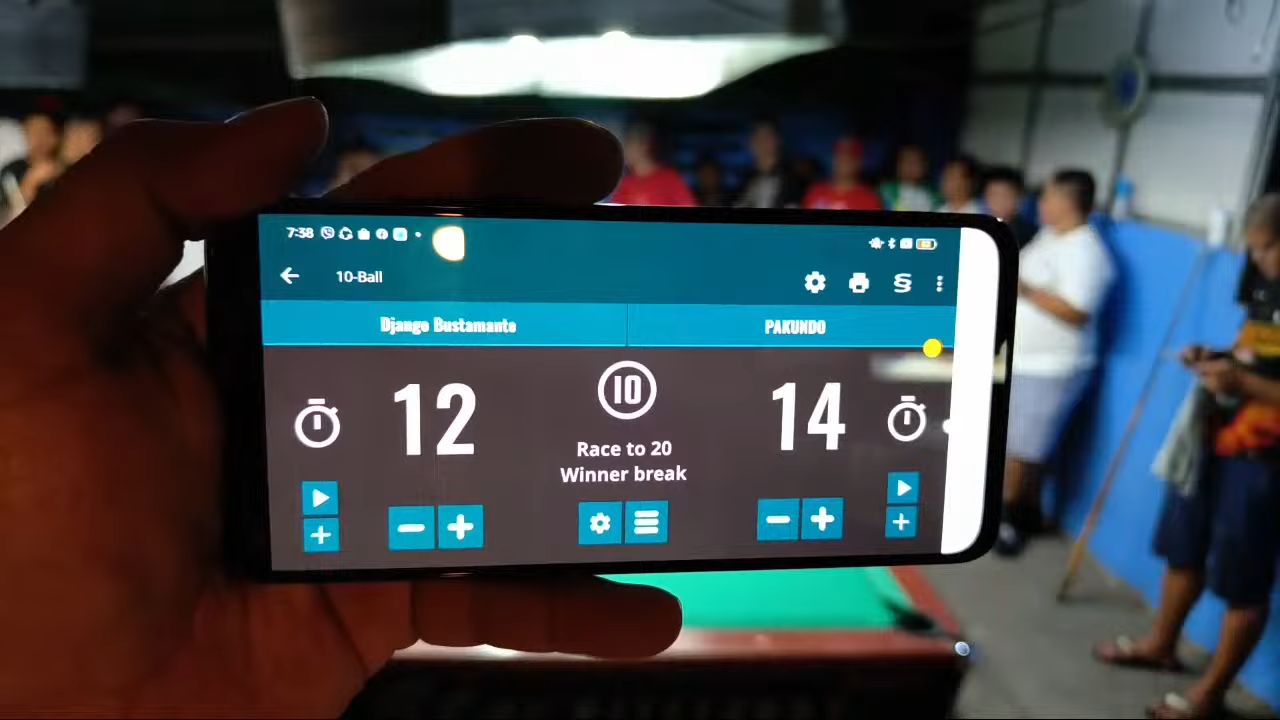 7:38
10-Ball
Django Bustamante
PAKUNDO
12
10
14
Race to 20
Winner break